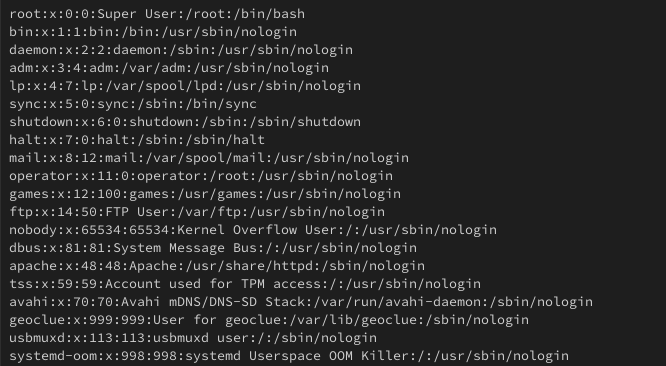 root:x:0:0:Super User:/root:/bin/bash
bin:x:1:1:bin:/bin:/usr/sbin/nologin
daemon:x:2:2:daemon:/sbin:/usr/sbin/nologin
adm:x:3:4:adm:/var/adm:/usr/sbin/nologin
lp:x:4:7:lp:/var/spool/lpd:/usr/sbin/nologin
sync:x:5:0:sync:/sbin:/bin/sync
shutdown:x:6:0:shutdown:/sbin:/sbin/shutdown
halt:x:7:0:halt:/sbin:/sbin/halt
mail:x:8:12:mail:/var/spool/mail:/usr/sbin/nologin
operator:x:11:0:operator:/root:/usr/sbin/nologin
games:x:12:100:games:/usr/games:/usr/sbin/nologin
ftp:x:14:50:FTP User:/var/ftp:/usr/sbin/nologin
nobody:x:65534:65534:Kernel Overflow User:/:/usr/sbin/nologin
dbus:x:81:81:System Message Bus:/:/usr/sbin/nologin
apache:x:48:48:Apache:/usr/share/httpd:/sbin/nologin
tss:x:59:59:Account used for TPM access:/:/usr/sbin/nologin
avahi:x:70:70:Avahi mDNS/DNS-SD Stack:/var/run/avahi-daemon:/sbin/nologin
geoclue:x:999:999:User for geoclue:/var/lib/geoclue:/sbin/nologin
usbmuxd:x:113:113:usbmuxd user:/:/sbin/nologin
systemd-oom:x:998:998:systemd Userspace OOM Killer:/:/usr/sbin/nologin